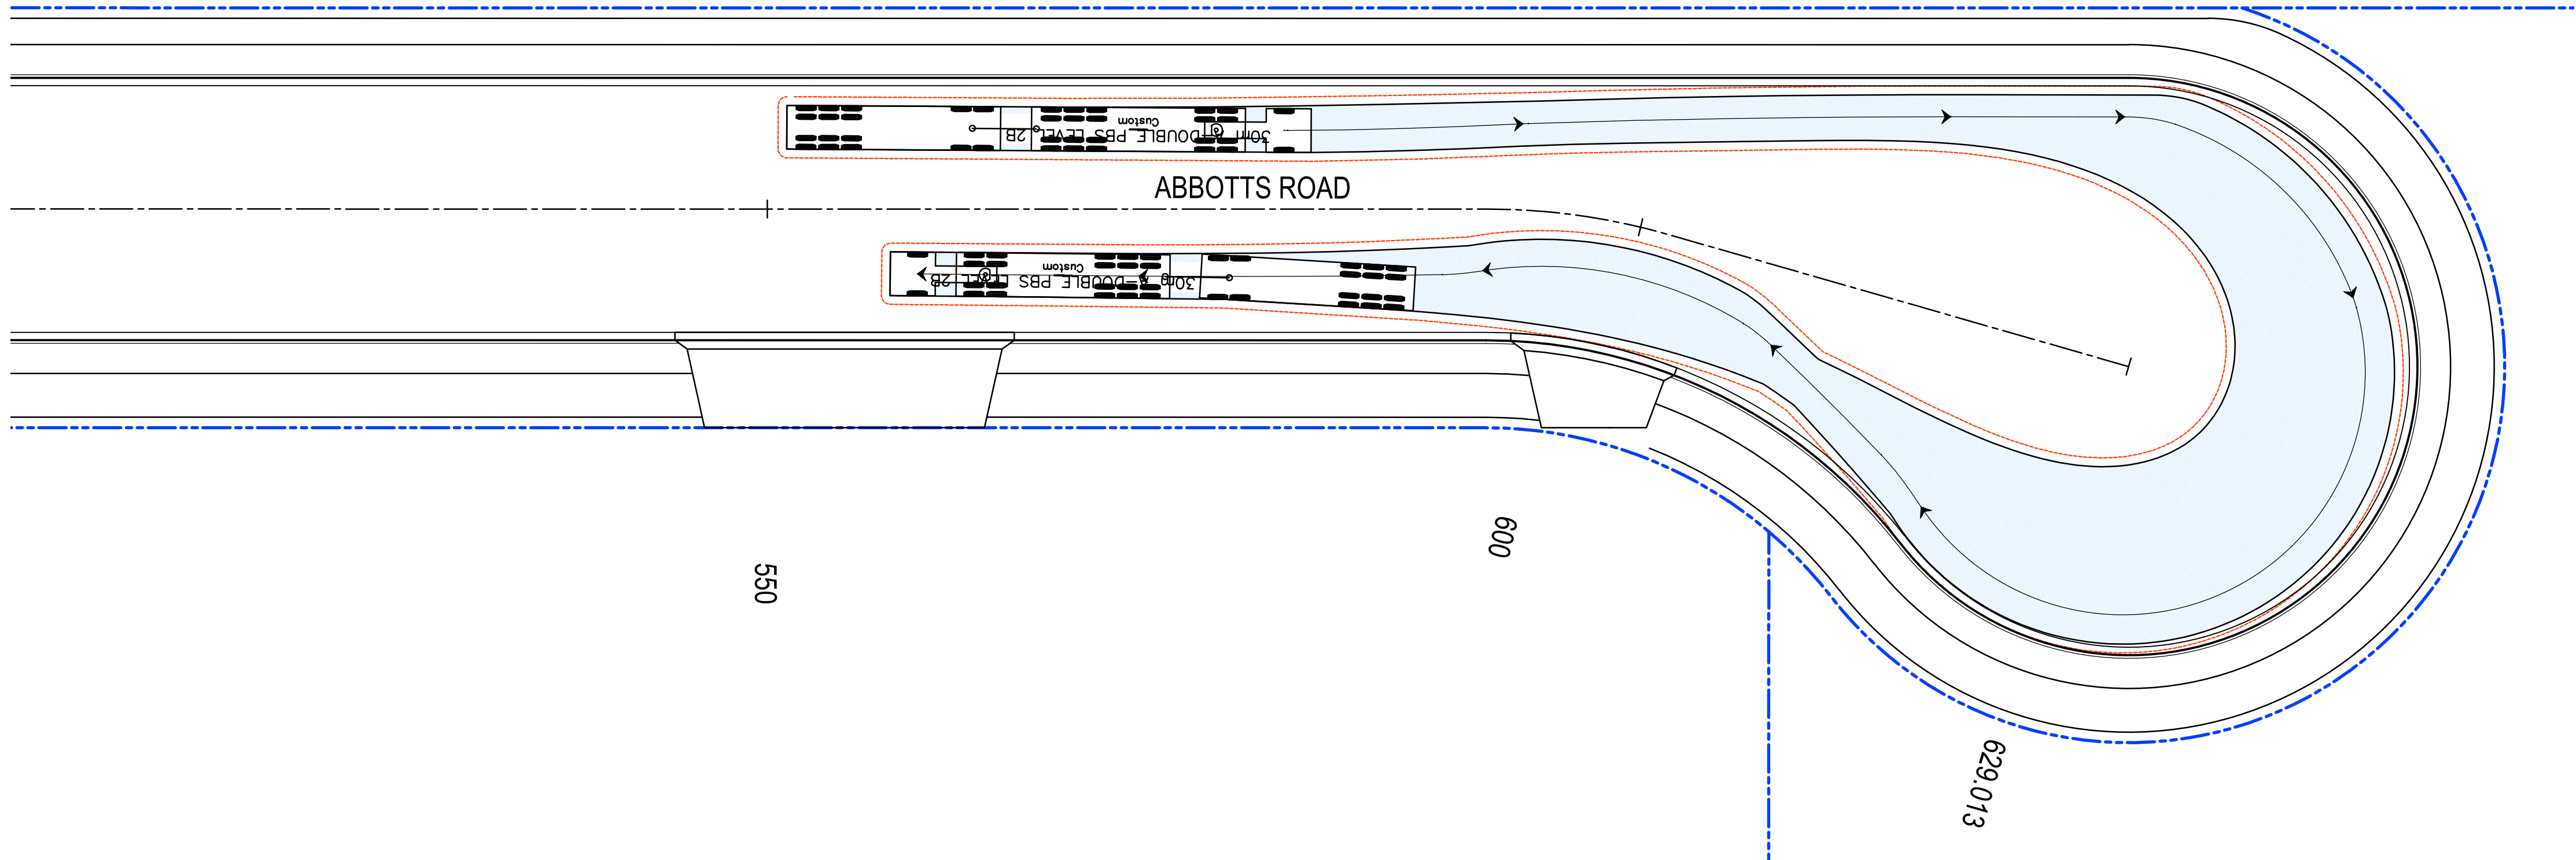 Custom
30m A-DOUBLE PBS LEVEL 2B
ABBOTTS ROAD
Custom
30m A-DOUBLE PBS LEVEL 2B
600
550
629.013